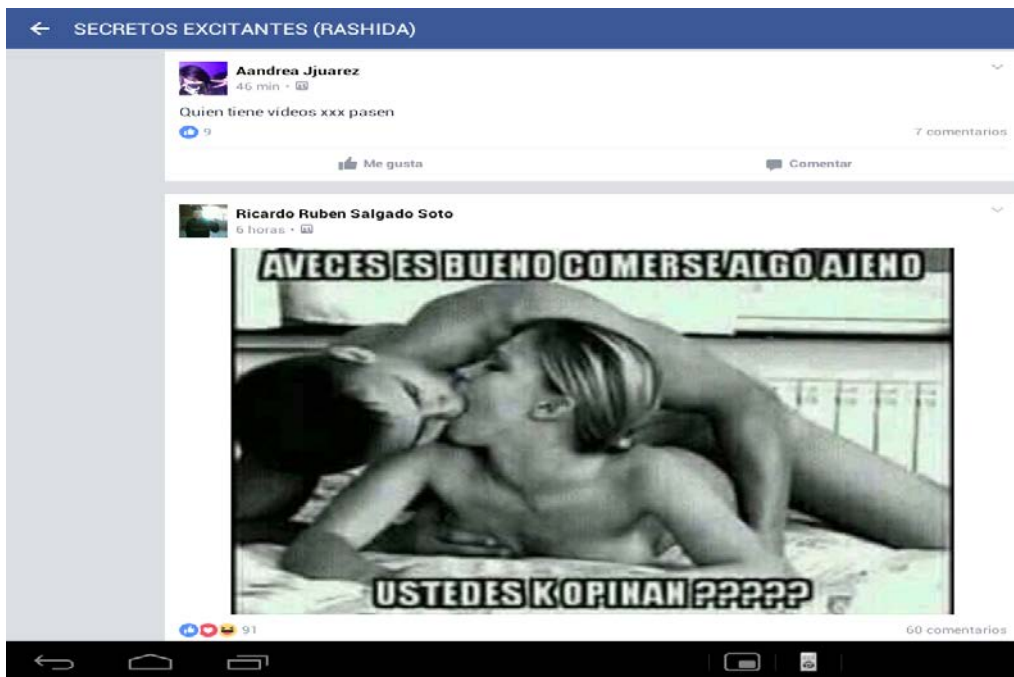 SECRETOS EXCITANTES (RASHIDA)
Aandrea Jjuarez
46 min
Quien tiene vídeos xxx pasen
9
7 comentarios
Me gusta
Comentar
Ricardo Ruben Salgado Soto
6 horas
AVECES ES BUENO COMERSE ALGO AJENO
USTEDES K OPINAN ?????
91
60 comentarios